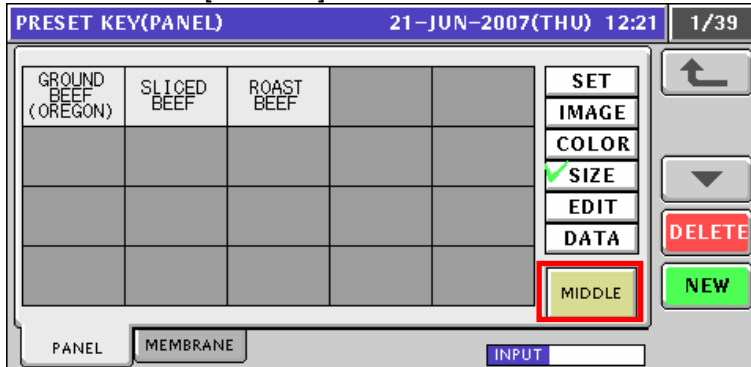 PRESET KEY(PANEL) 21-JUN-2007(THU) 12:21 1/39
GROUND
BEEF
(OREGON)
SLICED
BEEF
ROAST
BEEF
SET
IMAGE
COLOR
SIZE
EDIT
DATA
MIDDLE
DELETE
NEW
PANEL
MEMBRANE
INPUT